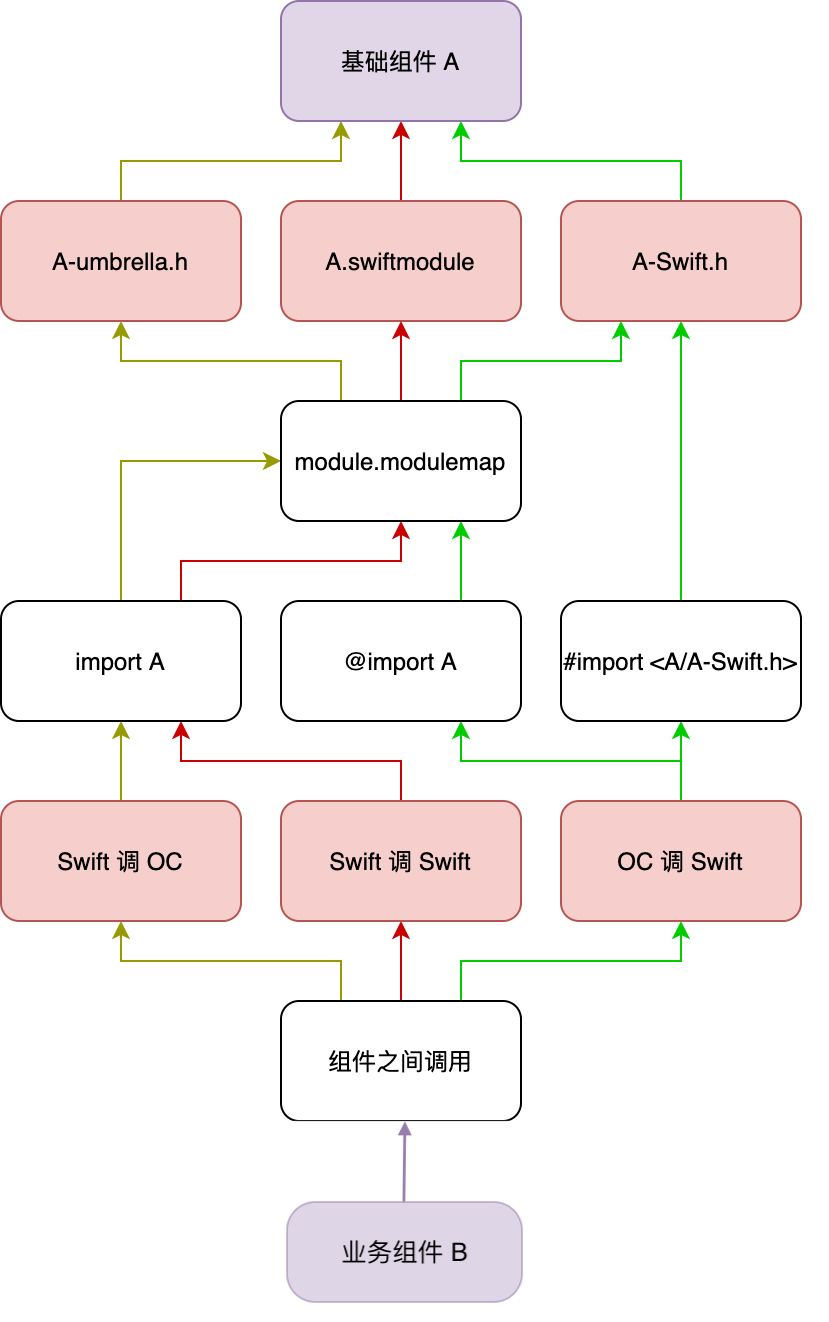 基础组件 A
A-umbrella.h
A.swiftmodule
A-Swift.h
module.modulemap
import A
@import A
#import <A/A-Swift.h>
Swift 调 OC
Swift 调 Swift
OC 调 Swift
组件之间调用
业务组件 B